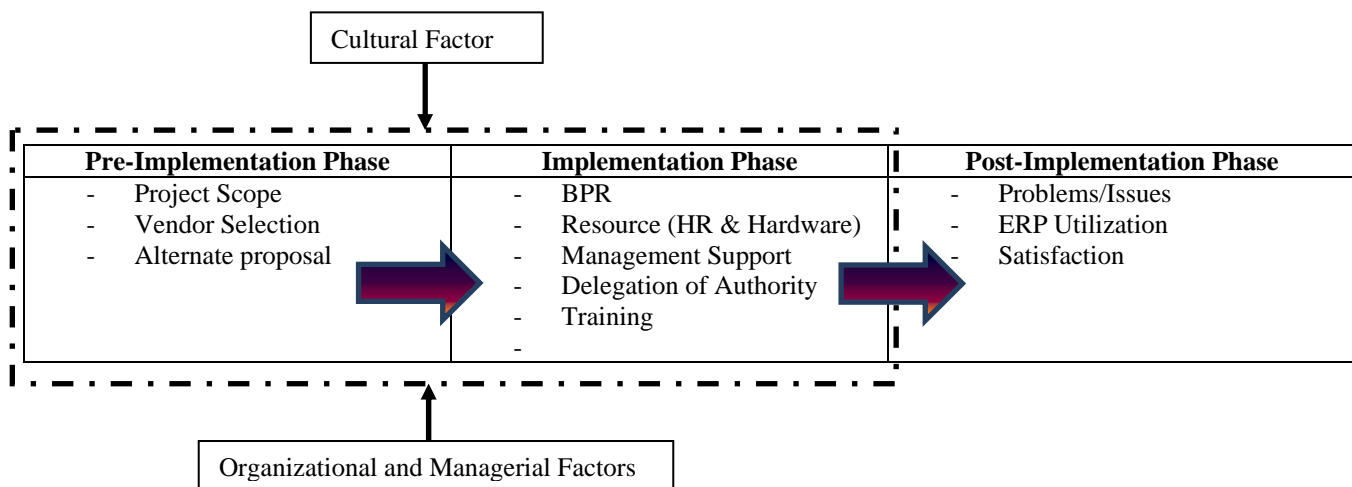 Cultural Factor
Pre-Implementation Phase
- Project Scope
- Vendor Selection
- Alternate proposal
Implementation Phase
- BPR
- Resource (HR & Hardware)
- Management Support
- Delegation of Authority
- Training
-
Post-Implementation Phase
- Problems/Issues
- ERP Utilization
- Satisfaction
Organizational and Managerial Factors